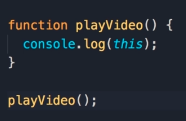 function playVideo() {
  console.log(this);
}

playVideo();